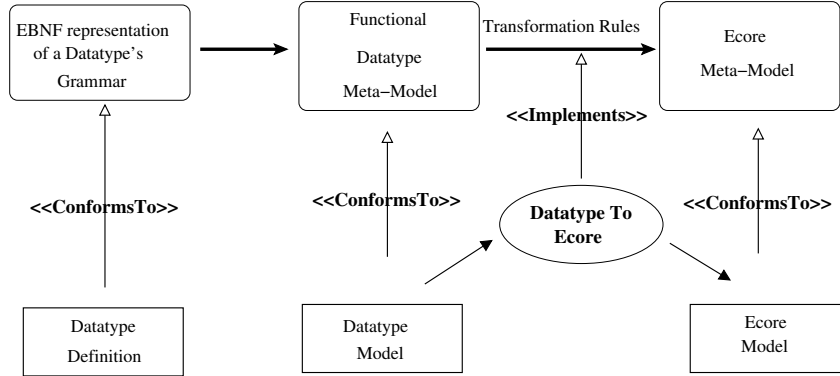 EBNF representation
of a Datatype's
Grammar
Functional
Datatype
Meta-Model
Transformation Rules
Ecore
Meta-Model
<<Implements>>
<<ConformsTo>>
<<ConformsTo>>
<<ConformsTo>>
Datatype To
Ecore
Datatype
Definition
Datatype
Model
Ecore
Model